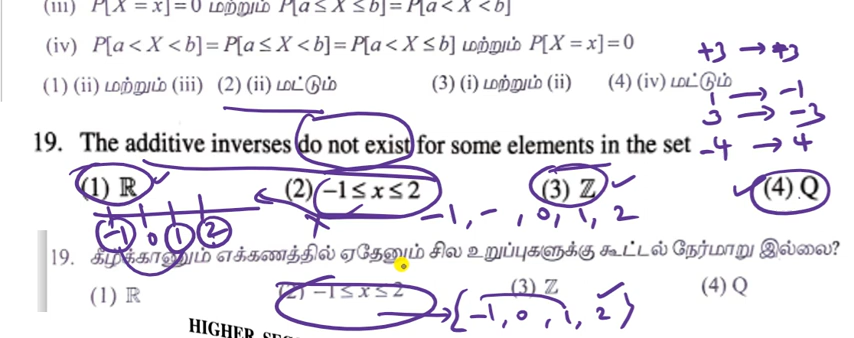 (iii) P[X = x] = 0 மற்றும் P[a ≤ X ≤ b] = P[a < X < b]
(iv) P[a < X < b] = P[a ≤ X < b] = P[a < X ≤ b] மற்றும் P[X = x] = 0
+3 → +3
(1) (ii) மற்றும் (iii) (2) (ii) மட்டும் (3) (i) மற்றும் (ii) (4) (iv) மட்டும்
1 → -1
3 → -3
19. The additive inverses do not exist for some elements in the set
-4 → 4
(1) ℝ (2) -1 ≤ x ≤ 2 (3) ℤ (4) Q
-1, -, 0, 1, 2
-1 0 1 2
19. கீழ்க்காணும் எக்கணத்தில் ஏதேனும் சில உறுப்புகளுக்கு கூட்டல் நேர்மாறு இல்லை?
(1) ℝ (2) -1 ≤ x ≤ 2 (3) ℤ (4) Q
{-1, 0, 1, 2}
HIGHER